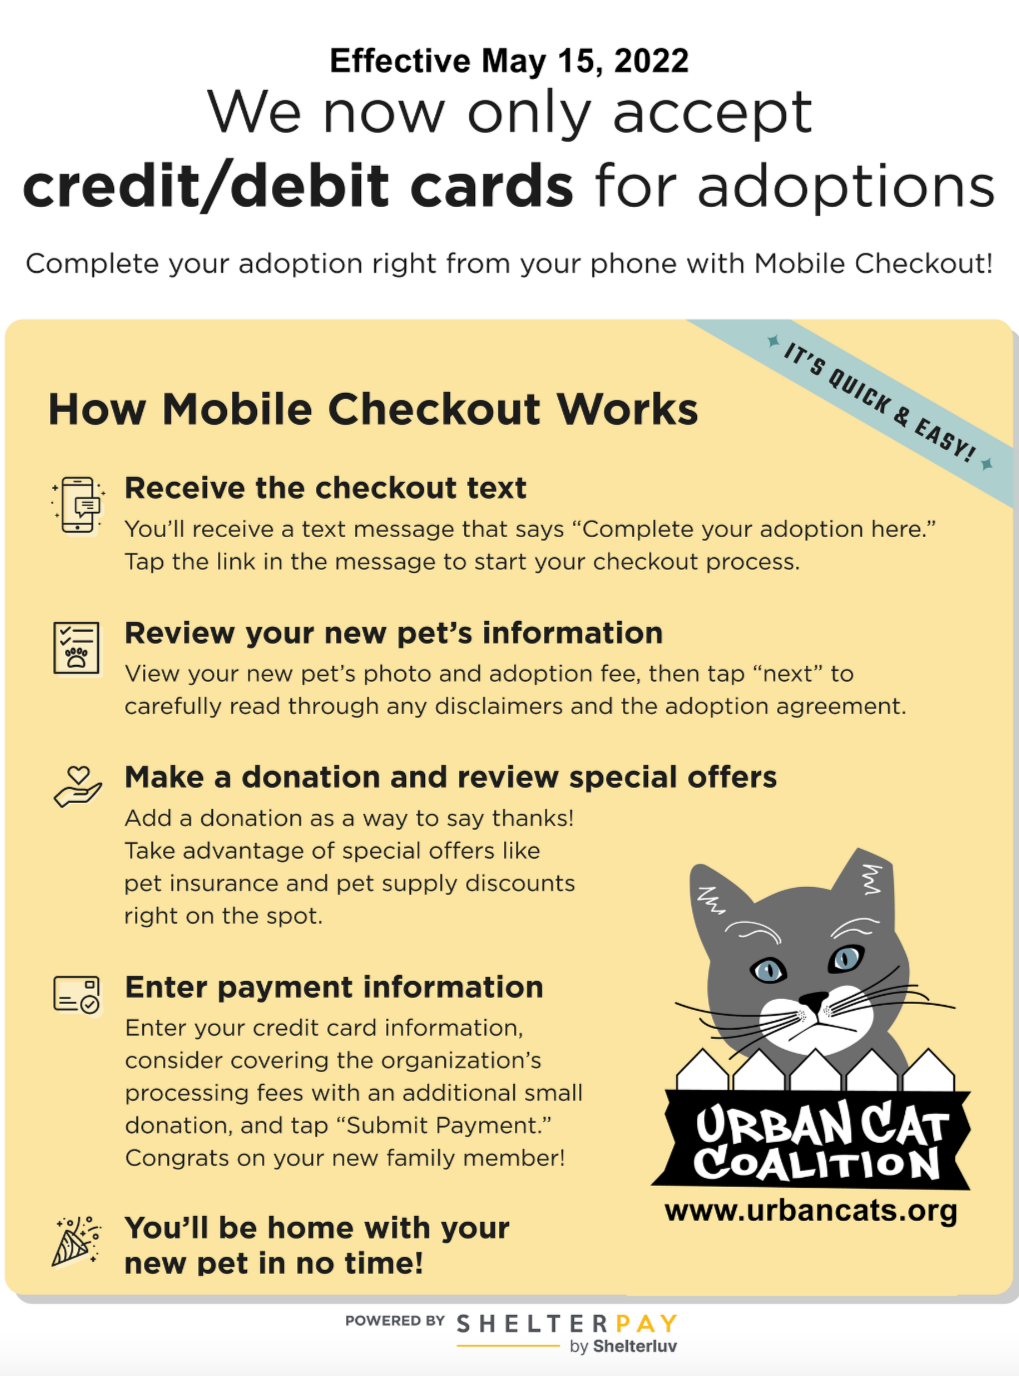 Effective May 15, 2022
We now only accept
credit/debit cards for adoptions
Complete your adoption right from your phone with Mobile Checkout!
IT'S QUICK & EASY!
How Mobile Checkout Works
Receive the checkout text
You'll receive a text message that says “Complete your adoption here.”
Tap the link in the message to start your checkout process.
Review your new pet's information
View your new pet's photo and adoption fee, then tap “next” to
carefully read through any disclaimers and the adoption agreement.
Make a donation and review special offers
Add a donation as a way to say thanks!
Take advantage of special offers like
pet insurance and pet supply discounts
right on the spot.
Enter payment information
Enter your credit card information,
consider covering the organization's
processing fees with an additional small
donation, and tap “Submit Payment.”
Congrats on your new family member!
You'll be home with your
new pet in no time!
URBAN CAT
COALITION
www.urbancats.org
POWERED BY SHELTERPAY
by Shelterluv